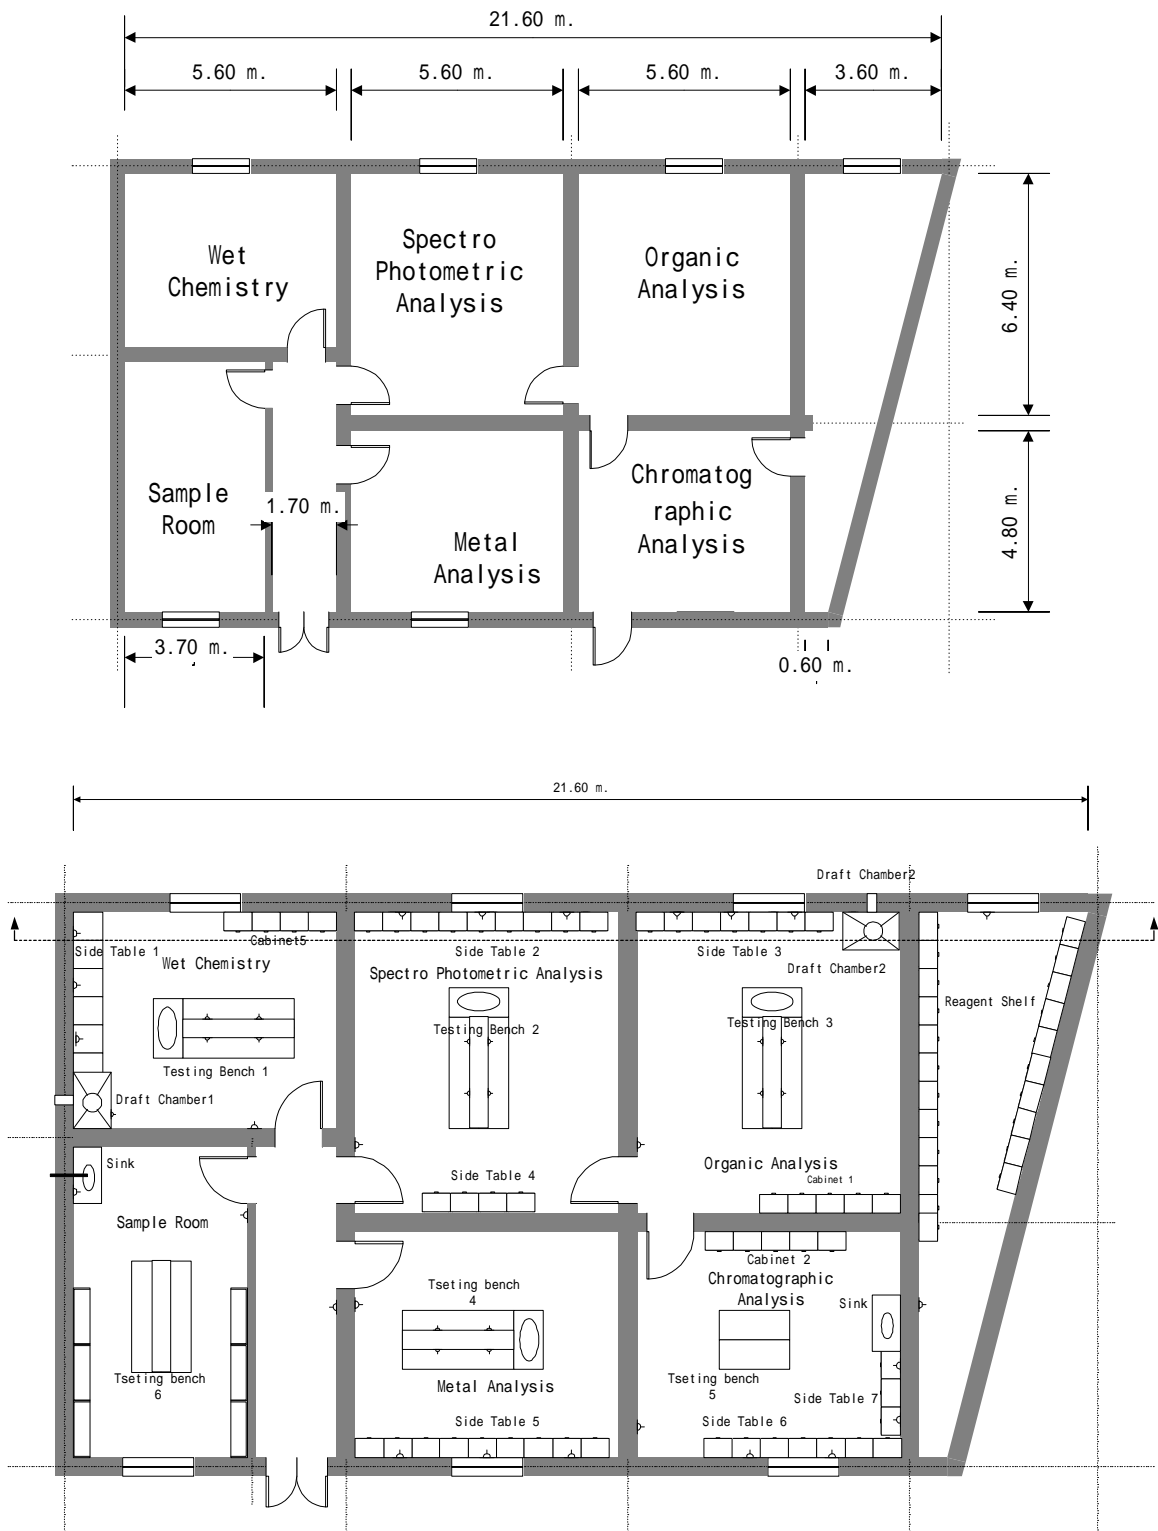 21.60 m.
5.60 m.
5.60 m.
5.60 m.
3.60 m.
Wet
Chemistry
Spectro
Photometric
Analysis
Organic
Analysis
6.40 m.
Sample
Room
1.70 m.
Metal
Analysis
Chromatog
raphic
Analysis
4.80 m.
3.70 m.
0.60 m.
21.60 m.
Draft Chamber2
Side Table 1
Cabinet5
Wet Chemistry
Side Table 2
Spectro Photometric Analysis
Side Table 3
Draft Chamber2
Reagent Shelf
Testing Bench 2
Testing Bench 3
Testing Bench 1
Draft Chamber1
Sink
Side Table 4
Organic Analysis
Cabinet 1
Sample Room
Cabinet 2
Chromatographic
Analysis
Tseting bench
4
Sink
Tseting bench
6
Metal Analysis
Tseting bench
5
Side Table 7
Side Table 5
Side Table 6